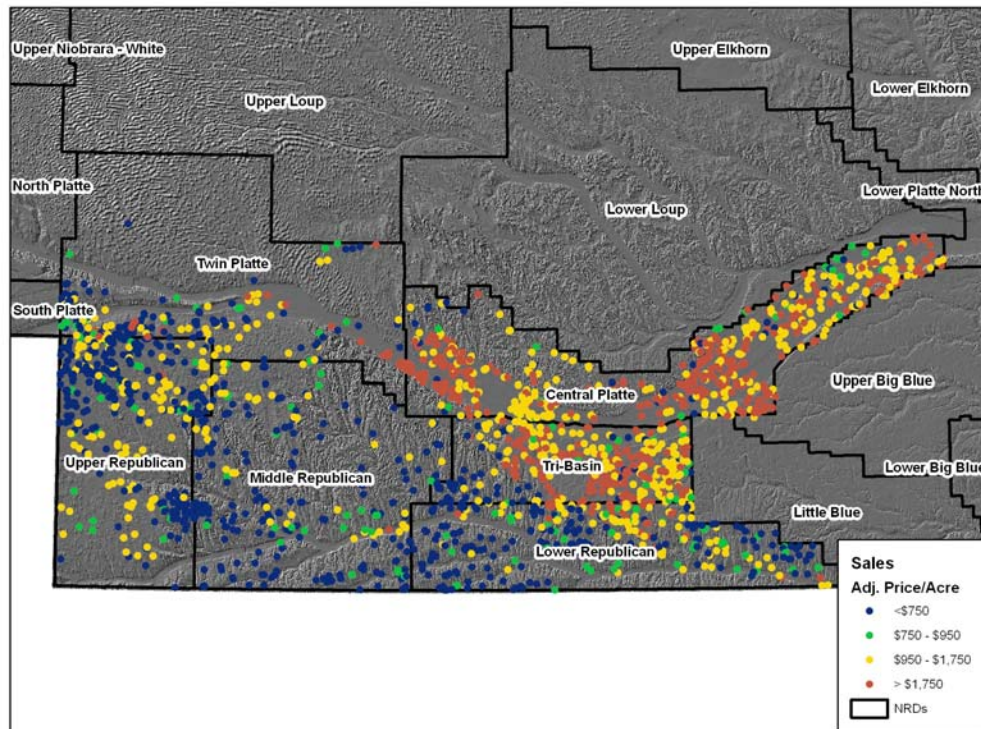 Upper Niobrara - White
Upper Elkhorn
Lower Elkhorn
Upper Loup
North Platte
Lower Platte North
Lower Loup
Twin Platte
South Platte
Upper Big Blue
Central Platte
Upper Republican
Tri-Basin
Lower Big Blue
Middle Republican
Little Blue
Lower Republican
Sales
Adj. Price/Acre
<$750
$750 - $950
$950 - $1,750
> $1,750
NRDs